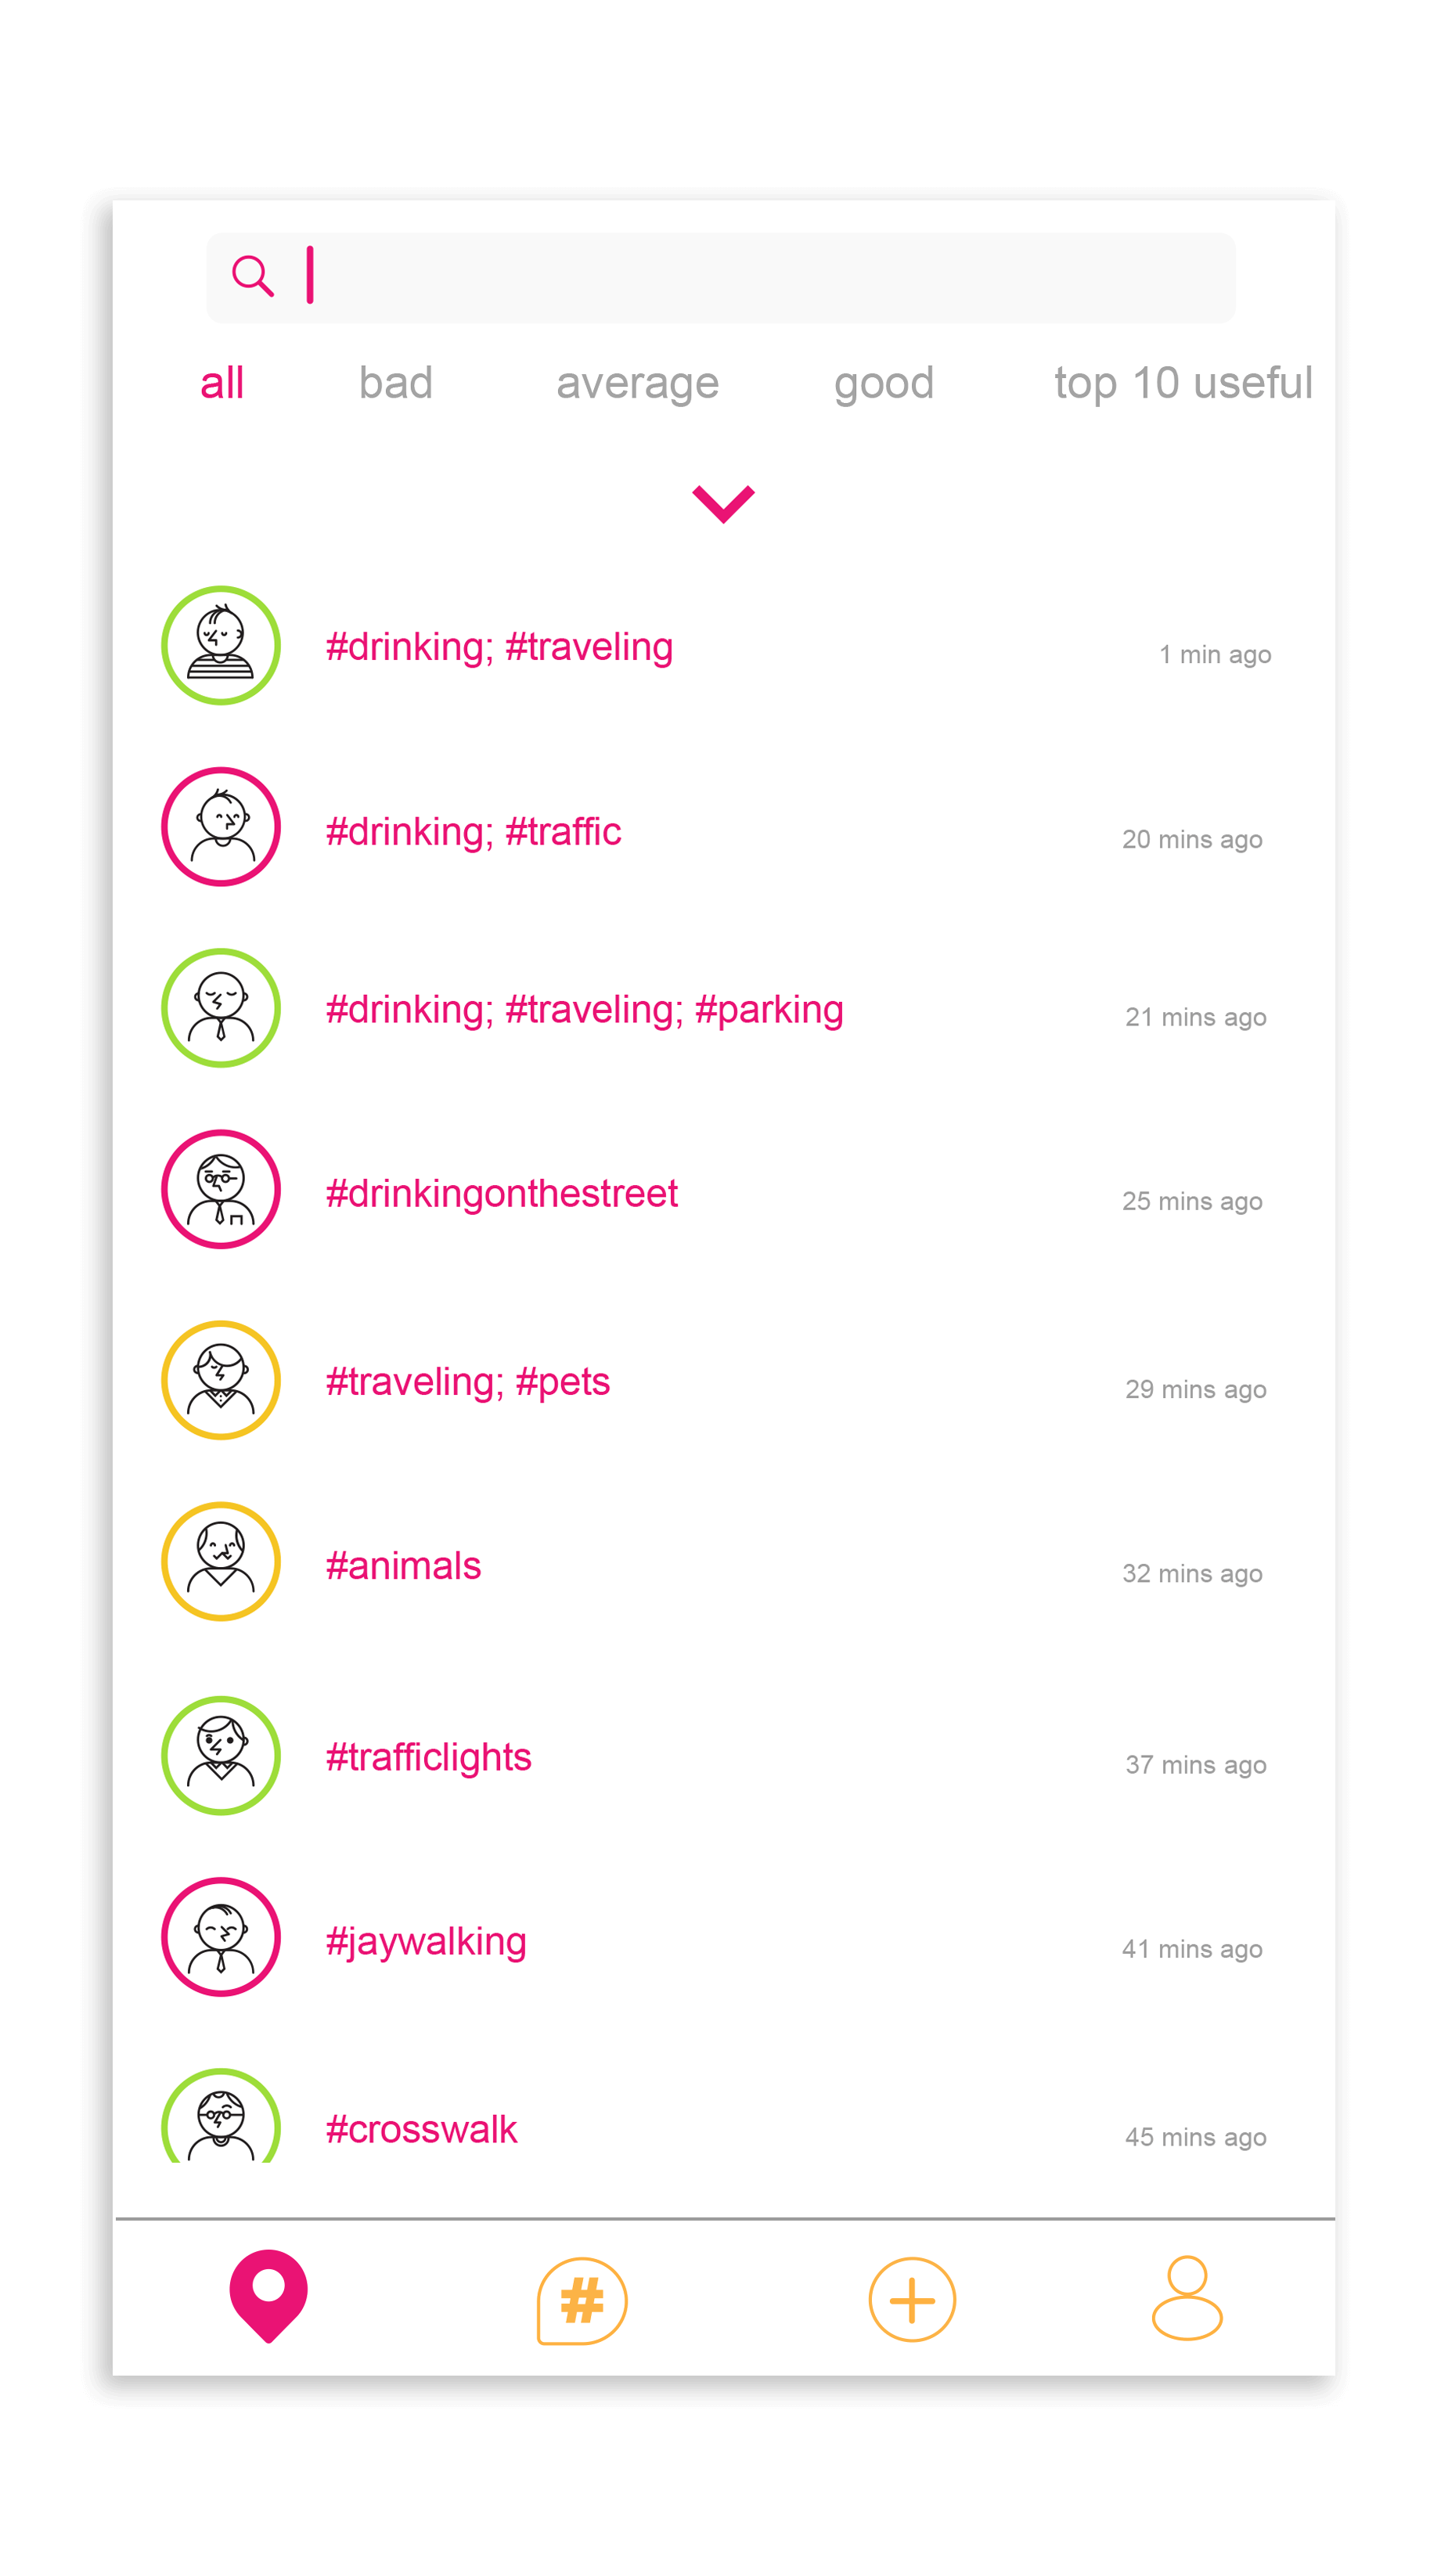 all bad average good top 10 useful
#drinking; #traveling 1 min ago
#drinking; #traffic 20 mins ago
#drinking; #traveling; #parking 21 mins ago
#drinkingonthestreet 25 mins ago
#traveling; #pets 29 mins ago
#animals 32 mins ago
#trafficlights 37 mins ago
#jaywalking 41 mins ago
#crosswalk 45 mins ago
#